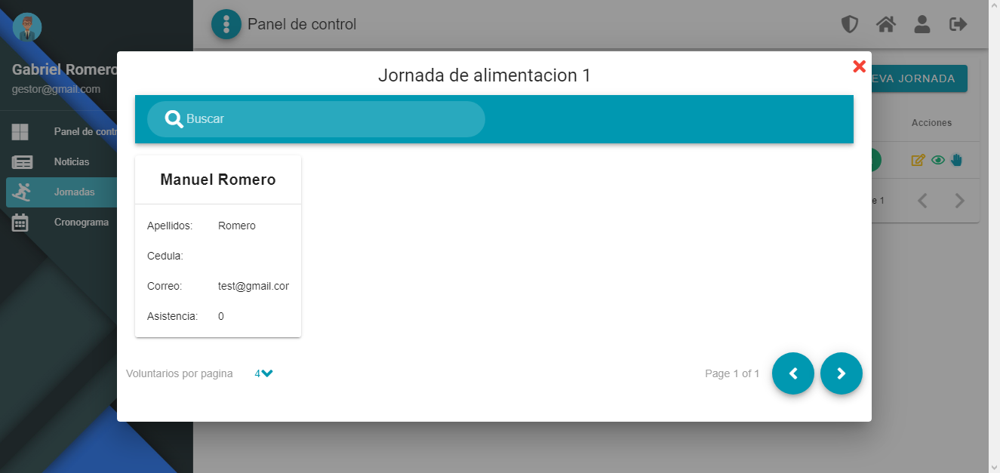 Panel de control
Gabriel Romero
gestor@gmail.com
Panel de contr
Noticias
Jornadas
Cronograma
EVA JORNADA
Acciones
e 1
Jornada de alimentacion 1
Buscar
Manuel Romero
Apellidos: Romero
Cedula:
Correo: test@gmail.cor
Asistencia: 0
Voluntarios por pagina 4
Page 1 of 1